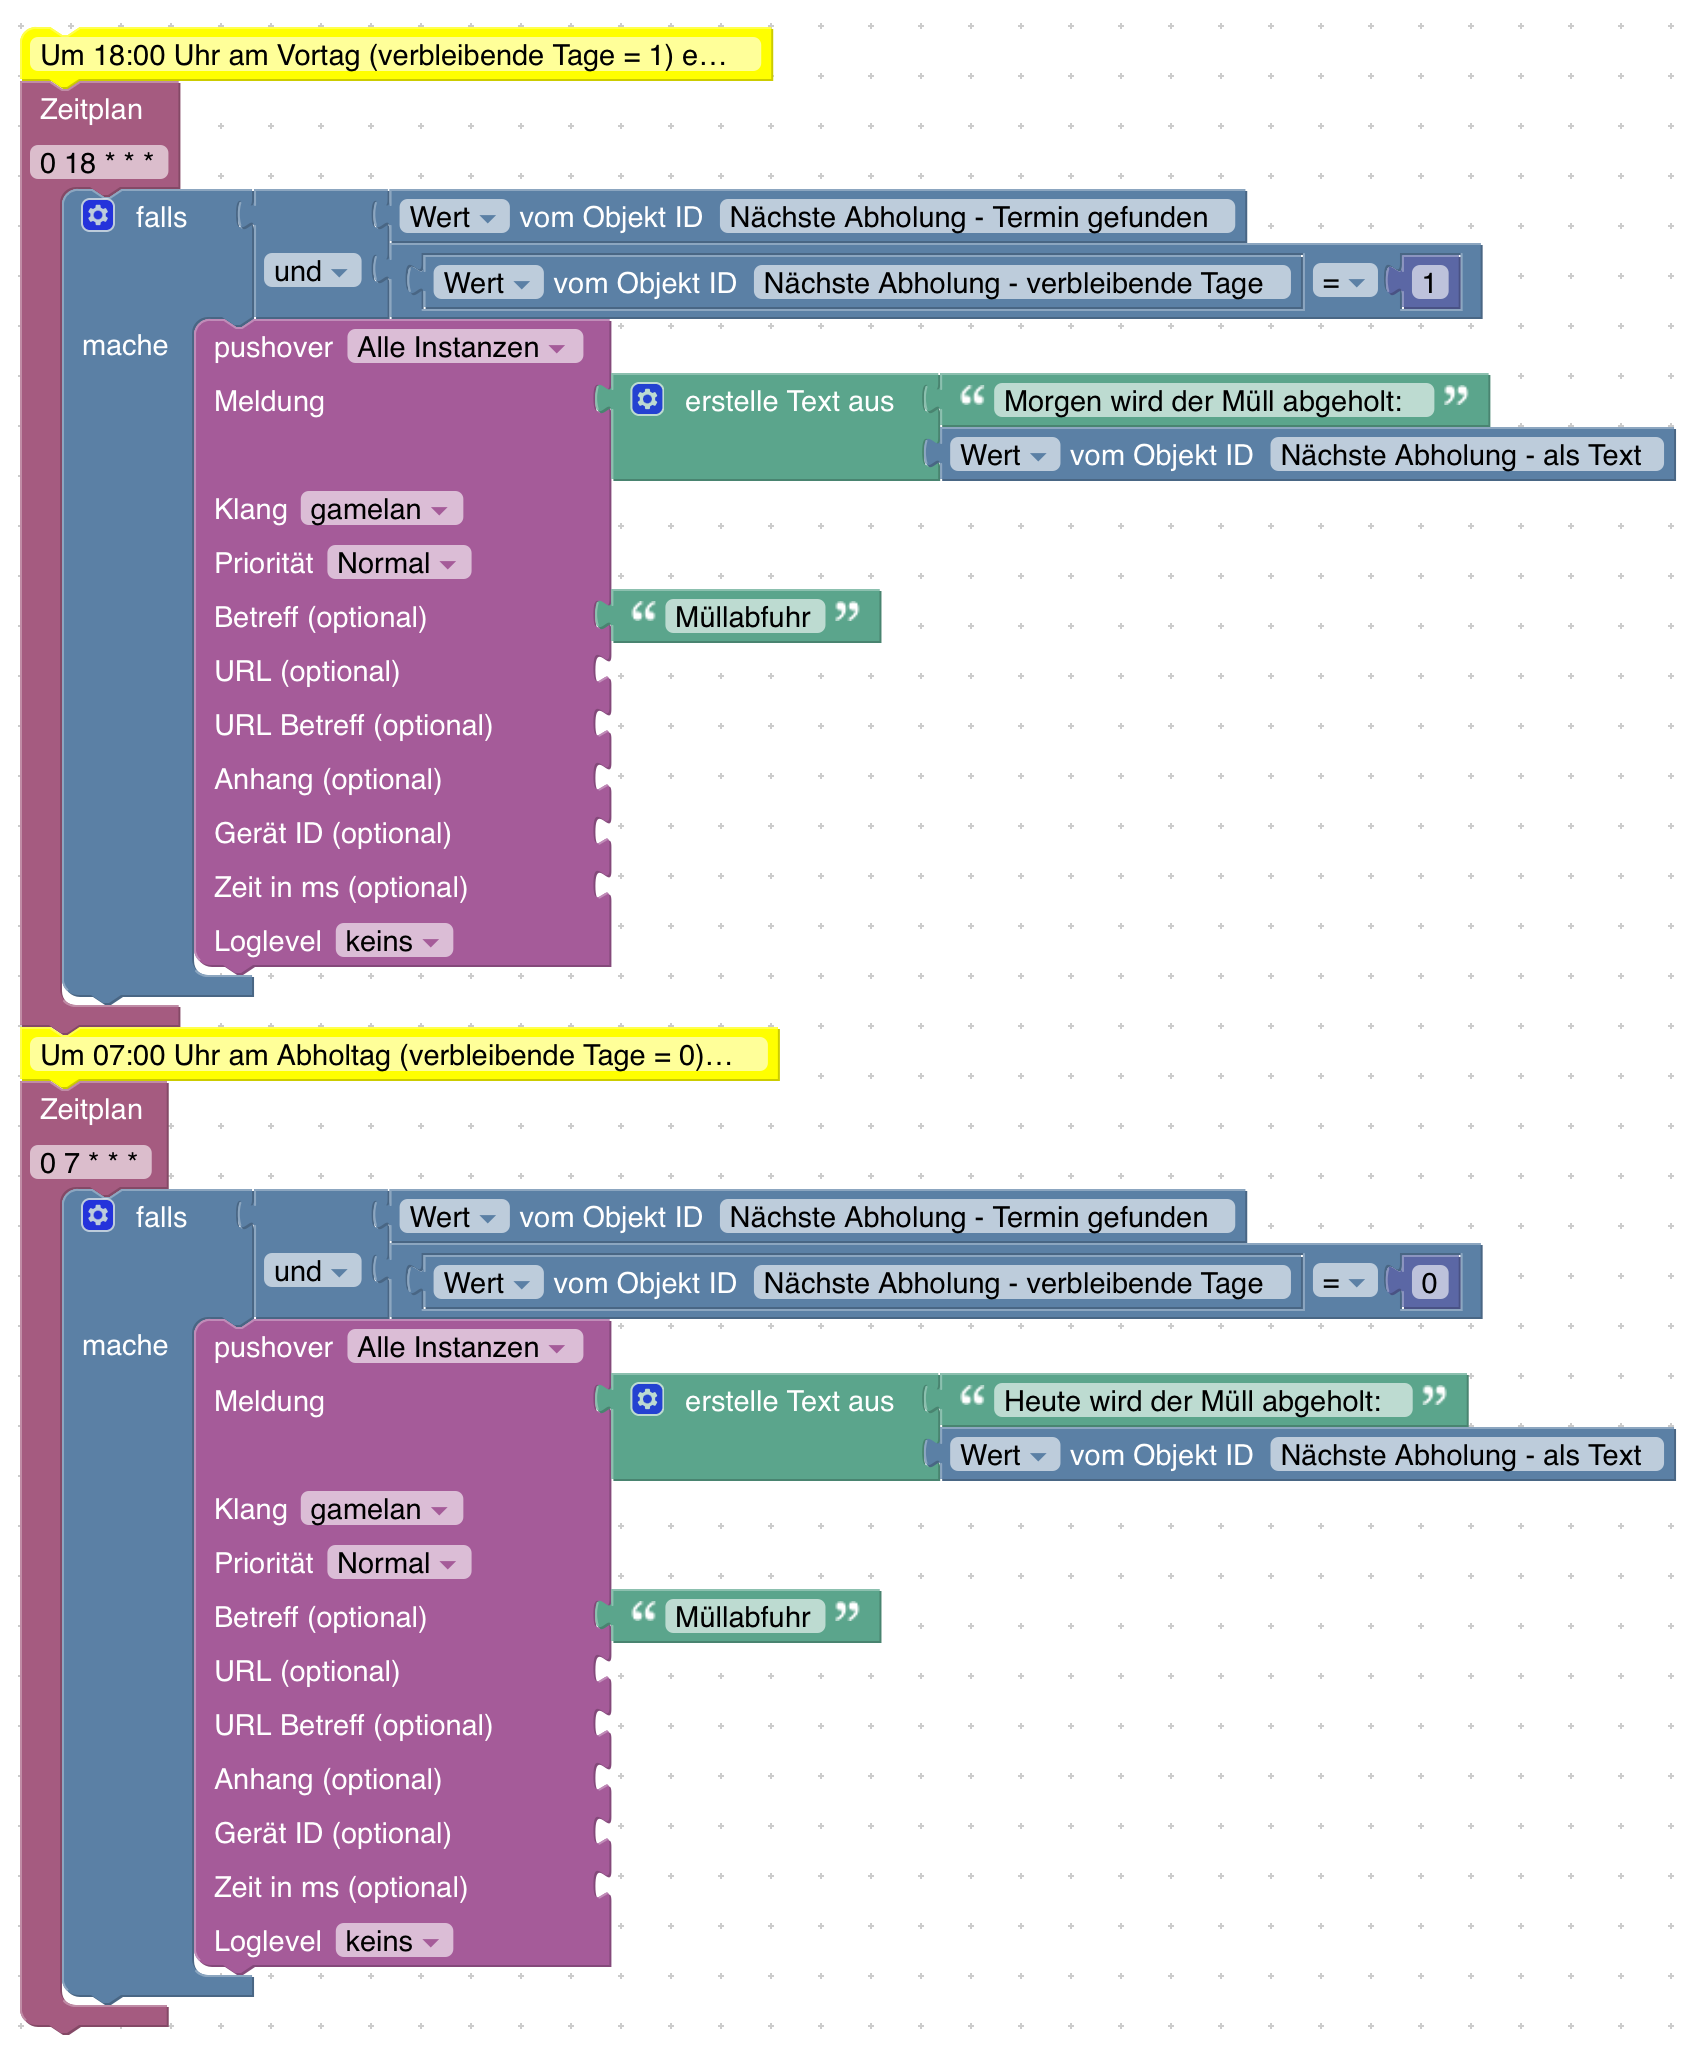 Um 18:00 Uhr am Vortag (verbleibende Tage = 1) e…
Zeitplan
0 18 * * *
falls Wert vom Objekt ID Nächste Abholung - Termin gefunden
und Wert vom Objekt ID Nächste Abholung - verbleibende Tage = 1
mache pushover Alle Instanzen
Meldung erstelle Text aus “ Morgen wird der Müll abgeholt: ”
Wert vom Objekt ID Nächste Abholung - als Text
Klang gamelan
Priorität Normal
Betreff (optional) “ Müllabfuhr ”
URL (optional)
URL Betreff (optional)
Anhang (optional)
Gerät ID (optional)
Zeit in ms (optional)
Loglevel keins
Um 07:00 Uhr am Abholtag (verbleibende Tage = 0)…
Zeitplan
0 7 * * *
falls Wert vom Objekt ID Nächste Abholung - Termin gefunden
und Wert vom Objekt ID Nächste Abholung - verbleibende Tage = 0
mache pushover Alle Instanzen
Meldung erstelle Text aus “ Heute wird der Müll abgeholt: ”
Wert vom Objekt ID Nächste Abholung - als Text
Klang gamelan
Priorität Normal
Betreff (optional) “ Müllabfuhr ”
URL (optional)
URL Betreff (optional)
Anhang (optional)
Gerät ID (optional)
Zeit in ms (optional)
Loglevel keins